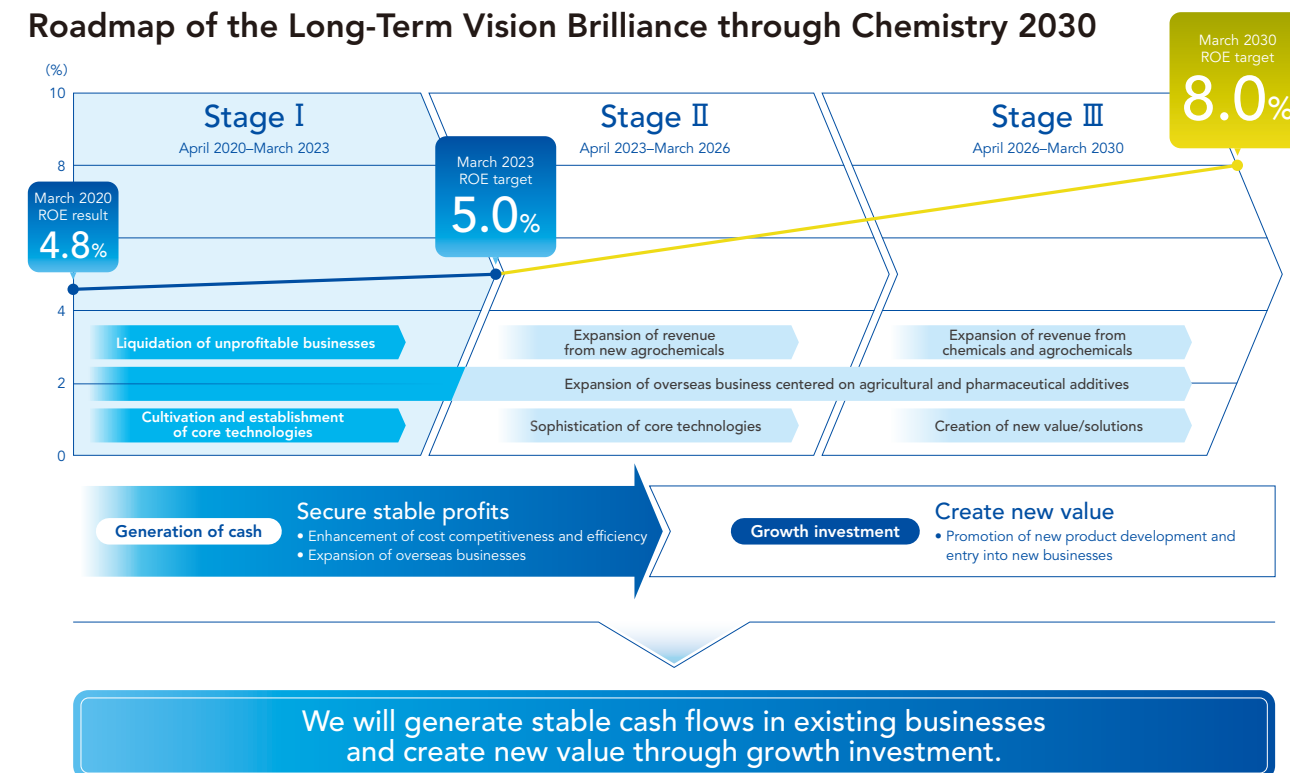 Roadmap of the Long-Term Vision Brilliance through Chemistry 2030
March 2030
ROE target
8.0%
(%)
10
8
4
2
0
Stage Ⅰ
April 2020–March 2023
Stage Ⅱ
April 2023–March 2026
Stage Ⅲ
April 2026–March 2030
March 2020
ROE result
4.8%
March 2023
ROE target
5.0%
Liquidation of unprofitable businesses
Expansion of revenue
from new agrochemicals
Expansion of revenue from
chemicals and agrochemicals
Expansion of overseas business centered on agricultural and pharmaceutical additives
Cultivation and establishment
of core technologies
Sophistication of core technologies
Creation of new value/solutions
Generation of cash
Secure stable profits
• Enhancement of cost competitiveness and efficiency
• Expansion of overseas businesses
Growth investment
Create new value
• Promotion of new product development and
entry into new businesses
We will generate stable cash flows in existing businesses
and create new value through growth investment.